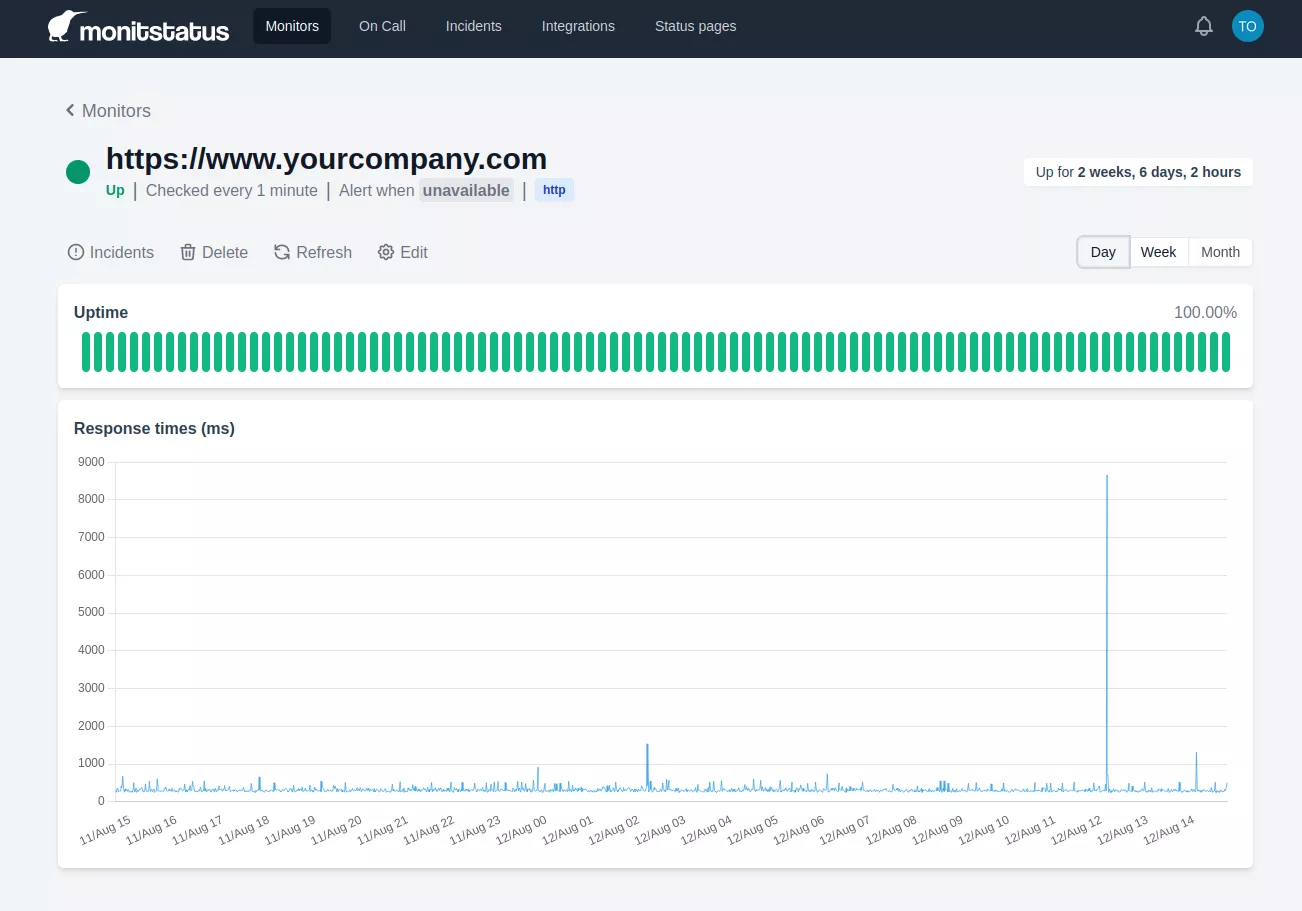 monitstatus Monitors On Call Incidents Integrations Status pages TO
Monitors
https://www.yourcompany.com
Up | Checked every 1 minute | Alert when unavailable | http
Up for 2 weeks, 6 days, 2 hours
Incidents Delete Refresh Edit Day Week Month
Uptime 100.00%
Response times (ms)
9000
8000
7000
6000
5000
4000
3000
2000
1000
0
11/Aug 15 11/Aug 16 11/Aug 17 11/Aug 18 11/Aug 19 11/Aug 20 11/Aug 21 11/Aug 22 11/Aug 23 12/Aug 00 12/Aug 01 12/Aug 02 12/Aug 03 12/Aug 04 12/Aug 05 12/Aug 06 12/Aug 07 12/Aug 08 12/Aug 09 12/Aug 10 12/Aug 11 12/Aug 12 12/Aug 13 12/Aug 14